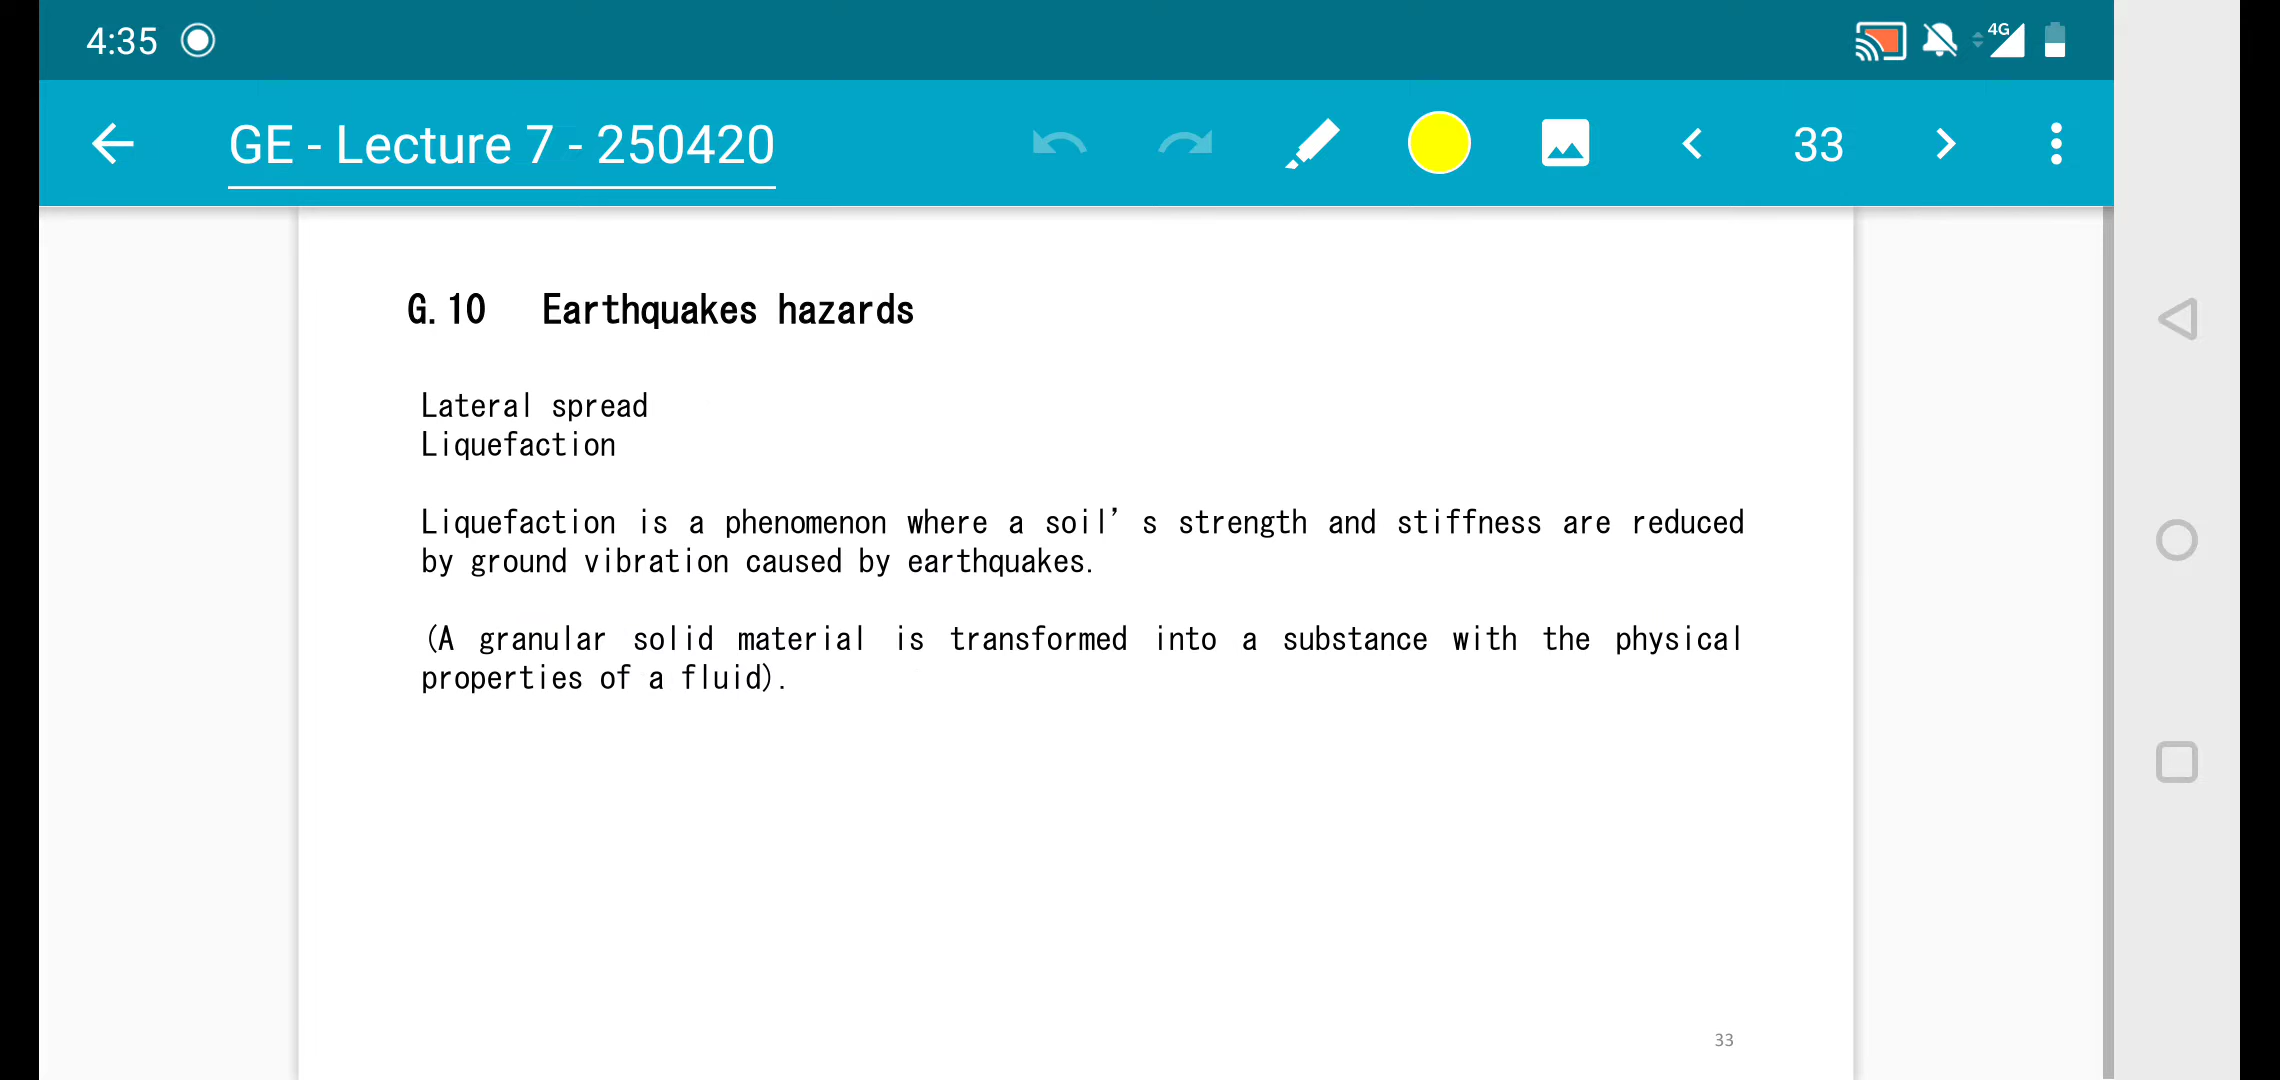 4:35
4G
GE - Lecture 7 - 250420
33
G.10 Earthquakes hazards
Lateral spread
Liquefaction
Liquefaction is a phenomenon where a soil’s strength and stiffness are reduced
by ground vibration caused by earthquakes.
(A granular solid material is transformed into a substance with the physical
properties of a fluid).
33